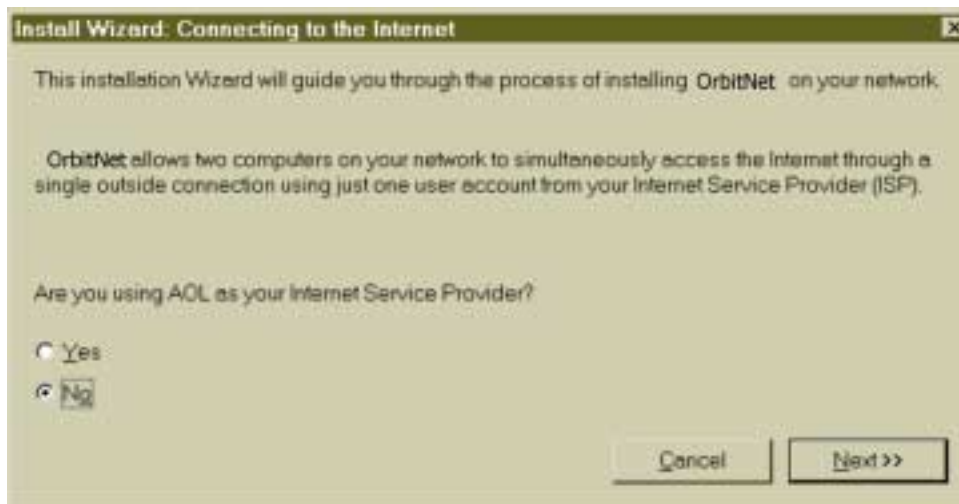 Install Wizard: Connecting to the Internet
This installation Wizard will guide you through the process of installing OrbitNet on your network.
OrbitNet allows two computers on your network to simultaneously access the Internet through a
single outside connection using just one user account from your Internet Service Provider (ISP).
Are you using AOL as your Internet Service Provider?
Yes
No
Cancel
Next>>